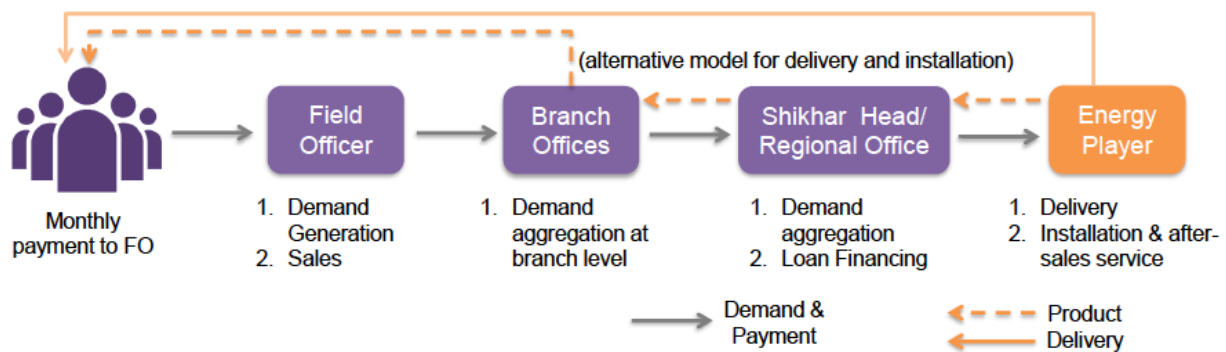 (alternative model for delivery and installation)
Field
Officer
Branch
Offices
Shikhar Head/
Regional Office
Energy
Player
Monthly
payment to FO
1. Demand
Generation
2. Sales
1. Demand
aggregation at
branch level
1. Demand
aggregation
2. Loan Financing
1. Delivery
2. Installation & after-
sales service
Demand &
Payment
Product
Delivery